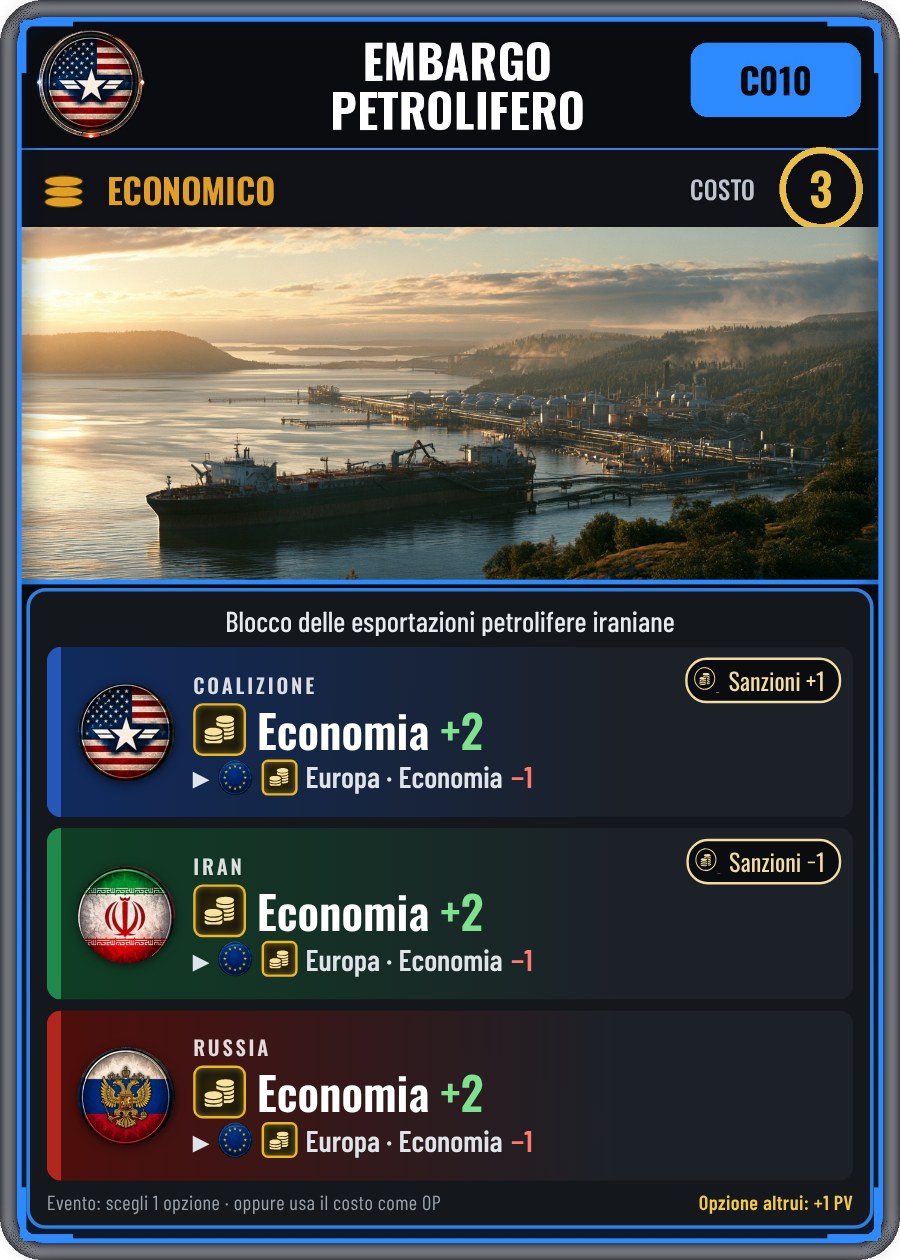 EMBARGO
PETROLIFERO
C010
ECONOMICO
COSTO
3
Blocco delle esportazioni petrolifere iraniane
COALIZIONE
Sanzioni +1
Economia +2
▶ Europa · Economia −1
IRAN
Sanzioni −1
Economia +2
▶ Europa · Economia −1
RUSSIA
Economia +2
▶ Europa · Economia −1
Evento: scegli 1 opzione · oppure usa il costo come OP
Opzione altrui: +1 PV